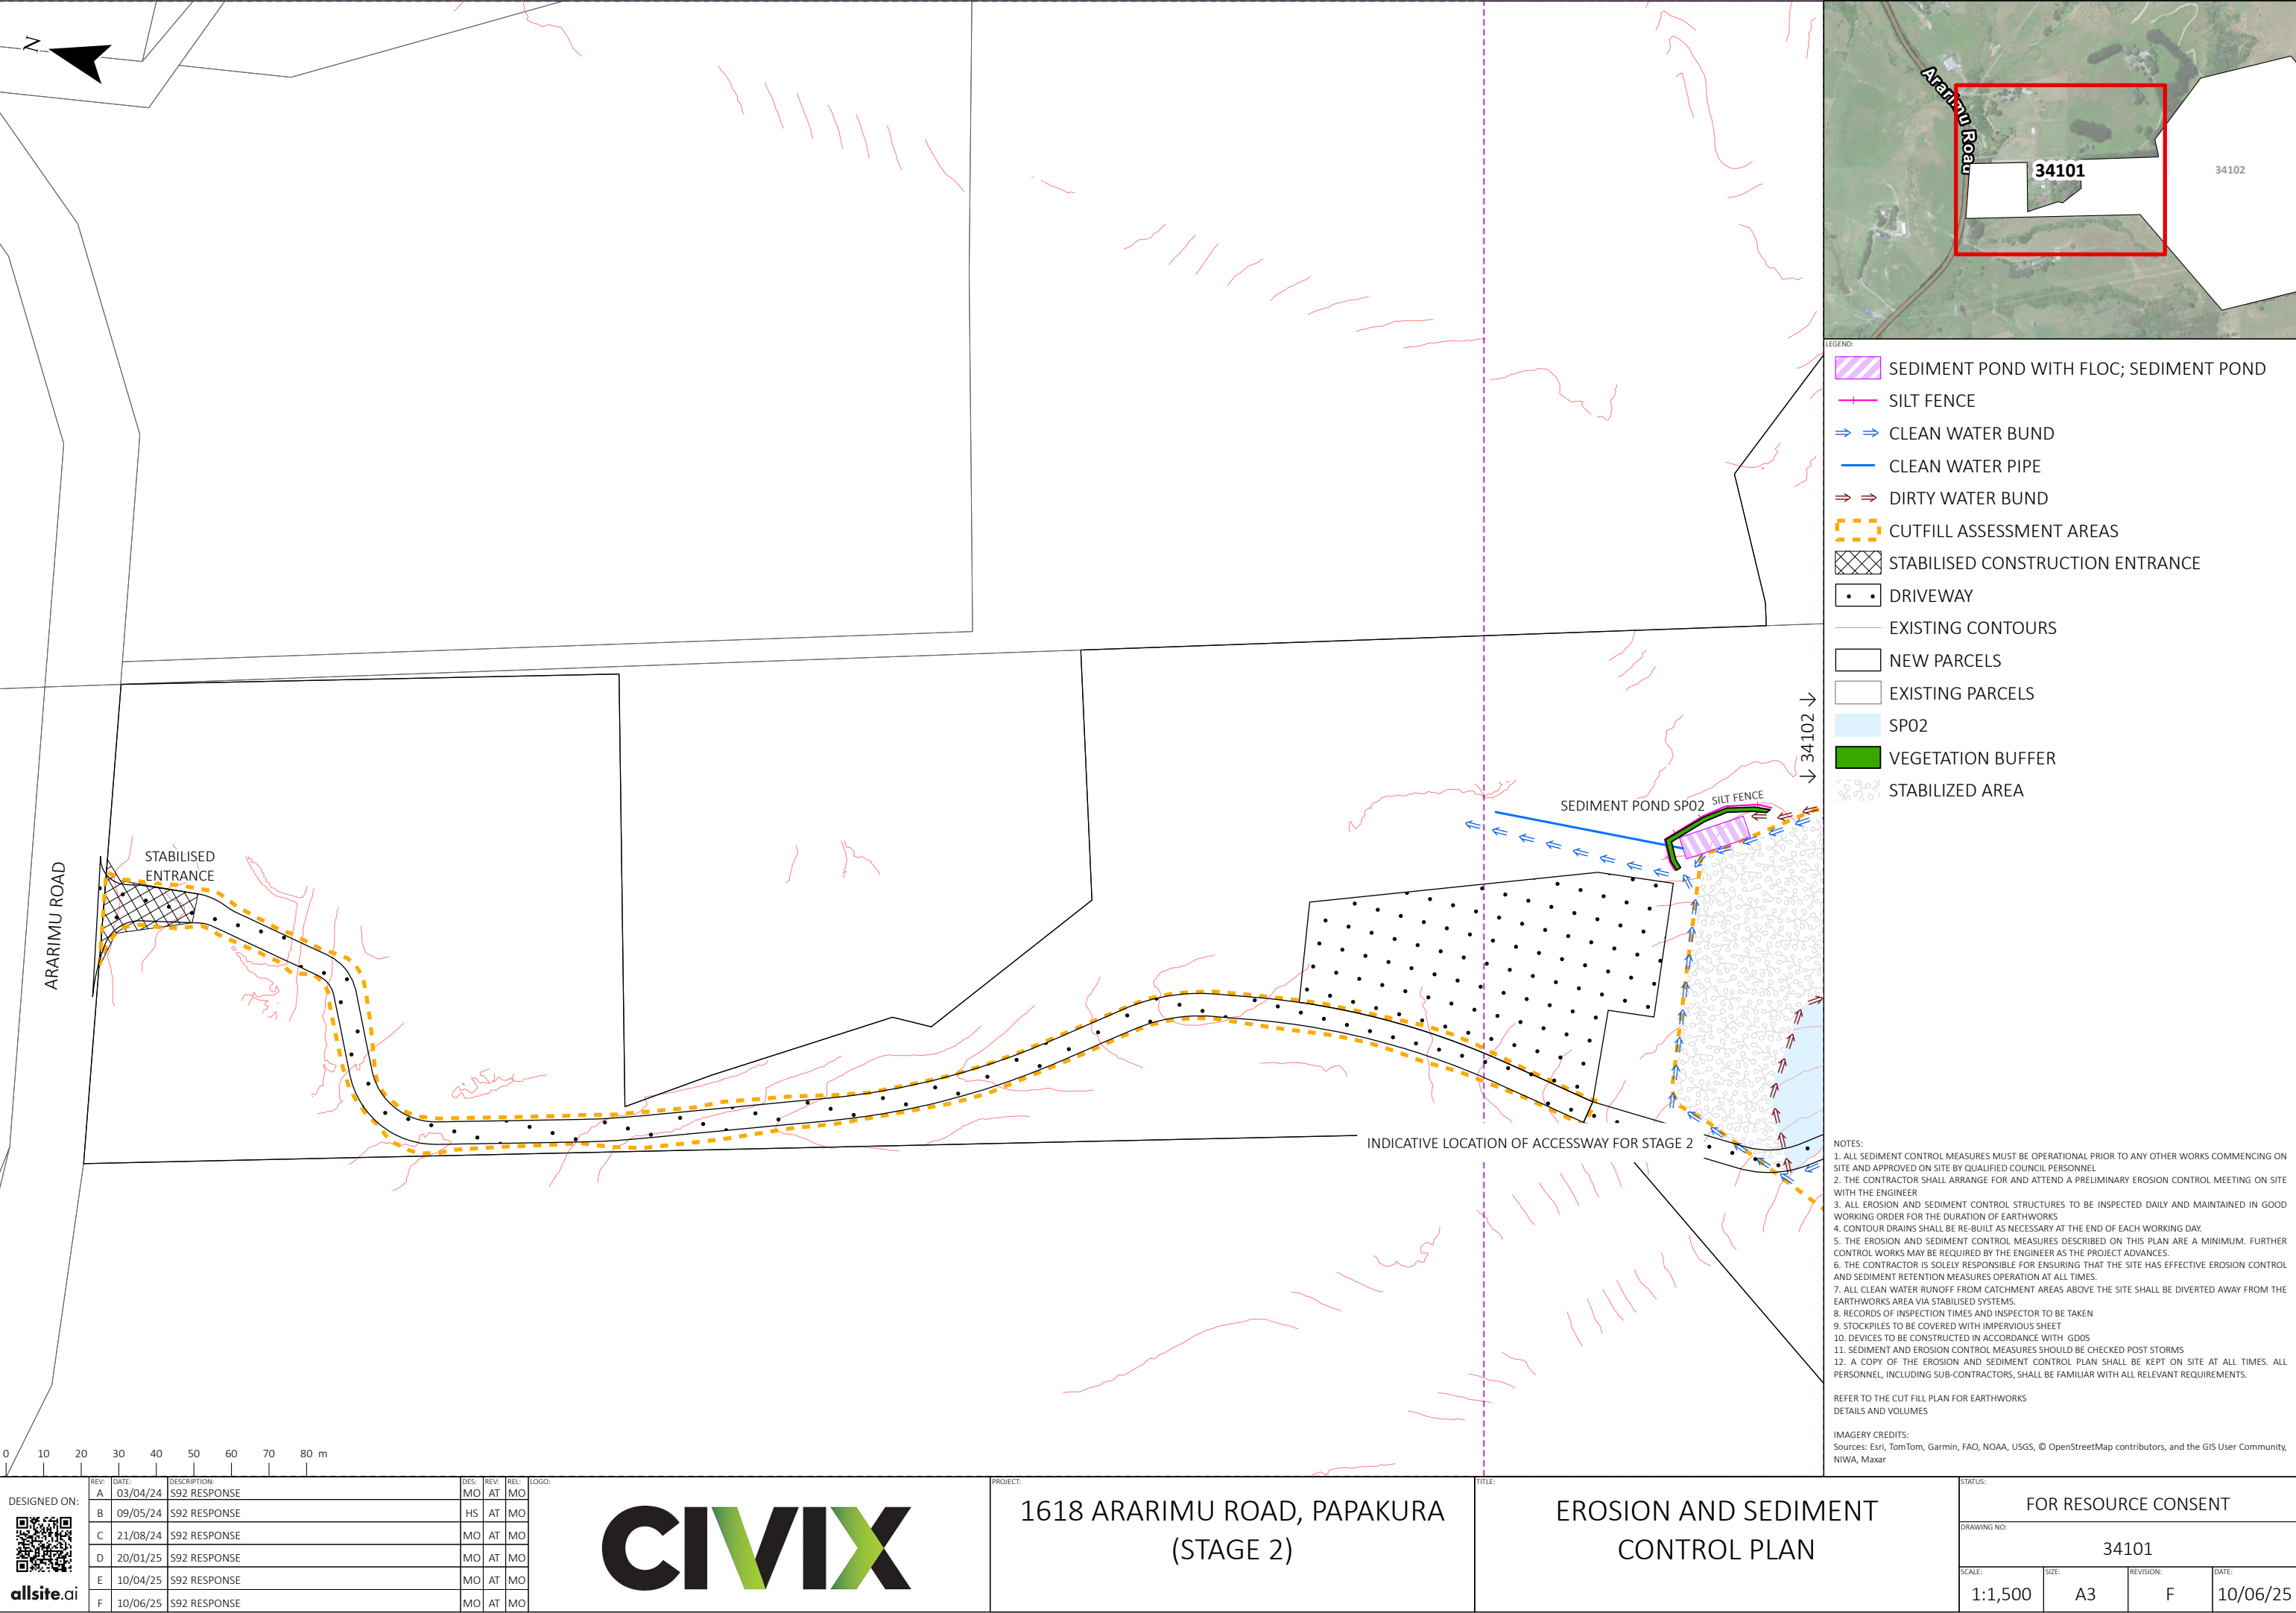 N
Ararimu Road
34101
34102
LEGEND:
SEDIMENT POND WITH FLOC; SEDIMENT POND
SILT FENCE
CLEAN WATER BUND
CLEAN WATER PIPE
DIRTY WATER BUND
CUTFILL ASSESSMENT AREAS
STABILISED CONSTRUCTION ENTRANCE
DRIVEWAY
EXISTING CONTOURS
NEW PARCELS
EXISTING PARCELS
SP02
VEGETATION BUFFER
STABILIZED AREA
34102
SEDIMENT POND SP02
SILT FENCE
STABILISED
ENTRANCE
ARARIMU ROAD
INDICATIVE LOCATION OF ACCESSWAY FOR STAGE 2
NOTES:
1. ALL SEDIMENT CONTROL MEASURES MUST BE OPERATIONAL PRIOR TO ANY OTHER WORKS COMMENCING ON
SITE AND APPROVED ON SITE BY QUALIFIED COUNCIL PERSONNEL
2. THE CONTRACTOR SHALL ARRANGE FOR AND ATTEND A PRELIMINARY EROSION CONTROL MEETING ON SITE
WITH THE ENGINEER
3. ALL EROSION AND SEDIMENT CONTROL STRUCTURES TO BE INSPECTED DAILY AND MAINTAINED IN GOOD
WORKING ORDER FOR THE DURATION OF EARTHWORKS
4. CONTOUR DRAINS SHALL BE RE-BUILT AS NECESSARY AT THE END OF EACH WORKING DAY.
5. THE EROSION AND SEDIMENT CONTROL MEASURES DESCRIBED ON THIS PLAN ARE A MINIMUM. FURTHER
CONTROL WORKS MAY BE REQUIRED BY THE ENGINEER AS THE PROJECT ADVANCES.
6. THE CONTRACTOR IS SOLELY RESPONSIBLE FOR ENSURING THAT THE SITE HAS EFFECTIVE EROSION CONTROL
AND SEDIMENT RETENTION MEASURES OPERATION AT ALL TIMES.
7. ALL CLEAN WATER RUNOFF FROM CATCHMENT AREAS ABOVE THE SITE SHALL BE DIVERTED AWAY FROM THE
EARTHWORKS AREA VIA STABILISED SYSTEMS.
8. RECORDS OF INSPECTION TIMES AND INSPECTOR TO BE TAKEN
9. STOCKPILES TO BE COVERED WITH IMPERVIOUS SHEET
10. DEVICES TO BE CONSTRUCTED IN ACCORDANCE WITH GD05
11. SEDIMENT AND EROSION CONTROL MEASURES SHOULD BE CHECKED POST STORMS
12. A COPY OF THE EROSION AND SEDIMENT CONTROL PLAN SHALL BE KEPT ON SITE AT ALL TIMES. ALL
PERSONNEL, INCLUDING SUB-CONTRACTORS, SHALL BE FAMILIAR WITH ALL RELEVANT REQUIREMENTS.
REFER TO THE CUT FILL PLAN FOR EARTHWORKS
DETAILS AND VOLUMES
IMAGERY CREDITS:
Sources: Esri, TomTom, Garmin, FAO, NOAA, USGS, © OpenStreetMap contributors, and the GIS User Community,
NIWA, Maxar
0 10 20 30 40 50 60 70 80 m
DESIGNED ON:
allsite.ai
REV: DATE: DESCRIPTION: DES: REV: REL:
A 03/04/24 S92 RESPONSE MO AT MO
B 09/05/24 S92 RESPONSE HS AT MO
C 21/08/24 S92 RESPONSE MO AT MO
D 20/01/25 S92 RESPONSE MO AT MO
E 10/04/25 S92 RESPONSE MO AT MO
F 10/06/25 S92 RESPONSE MO AT MO
LOGO:
CIVIX
PROJECT:
1618 ARARIMU ROAD, PAPAKURA
(STAGE 2)
TITLE:
EROSION AND SEDIMENT
CONTROL PLAN
STATUS:
FOR RESOURCE CONSENT
DRAWING NO:
34101
SCALE: SIZE: REVISION: DATE:
1:1,500 A3 F 10/06/25